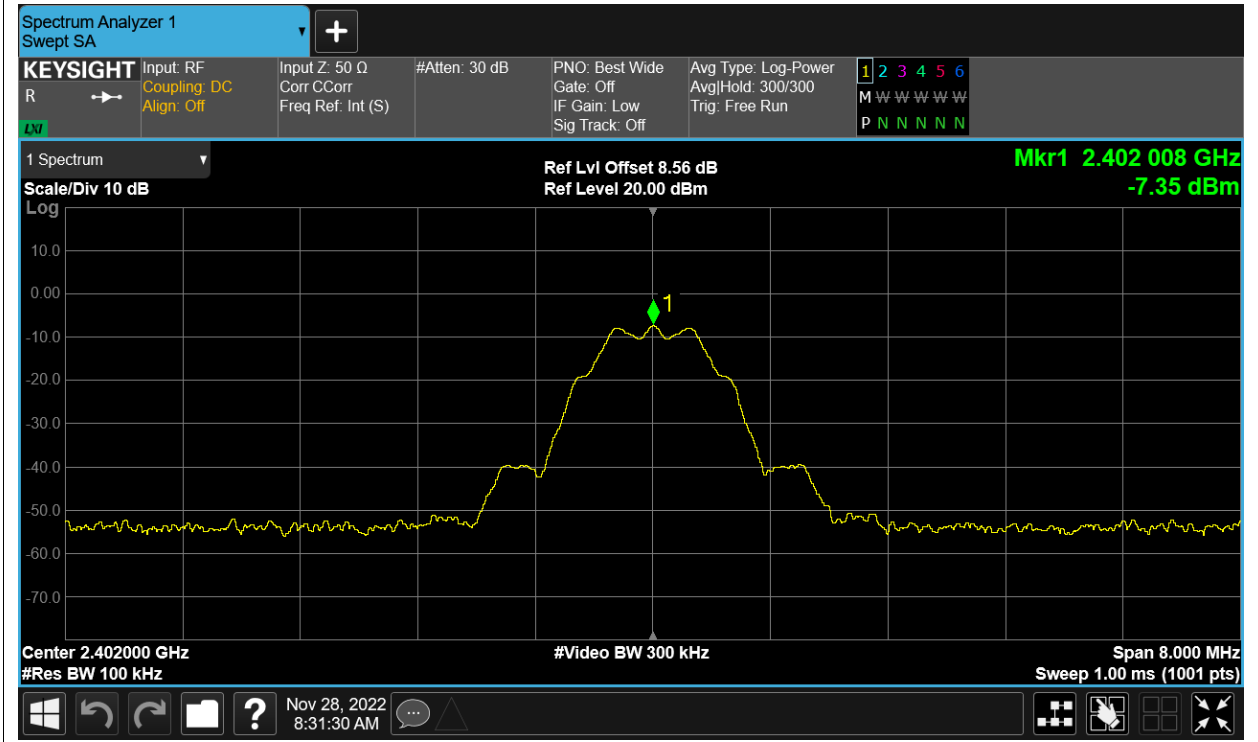 Spectrum Analyzer 1
Swept SA
KEYSIGHT
R
LXI
Input: RF
Coupling: DC
Align: Off
Input Z: 50 Ω
Corr CCorr
Freq Ref: Int (S)
#Atten: 30 dB
PNO: Best Wide
Gate: Off
IF Gain: Low
Sig Track: Off
Avg Type: Log-Power
Avg|Hold: 300/300
Trig: Free Run
1 2 3 4 5 6
M W W W W W
P N N N N N
1 Spectrum
Scale/Div 10 dB
Log
Ref Lvl Offset 8.56 dB
Ref Level 20.00 dBm
Mkr1 2.402 008 GHz
-7.35 dBm
10.0
0.00
-10.0
-20.0
-30.0
-40.0
-50.0
-60.0
-70.0
1
Center 2.402000 GHz
#Res BW 100 kHz
#Video BW 300 kHz
Span 8.000 MHz
Sweep 1.00 ms (1001 pts)
?
Nov 28, 2022
8:31:30 AM